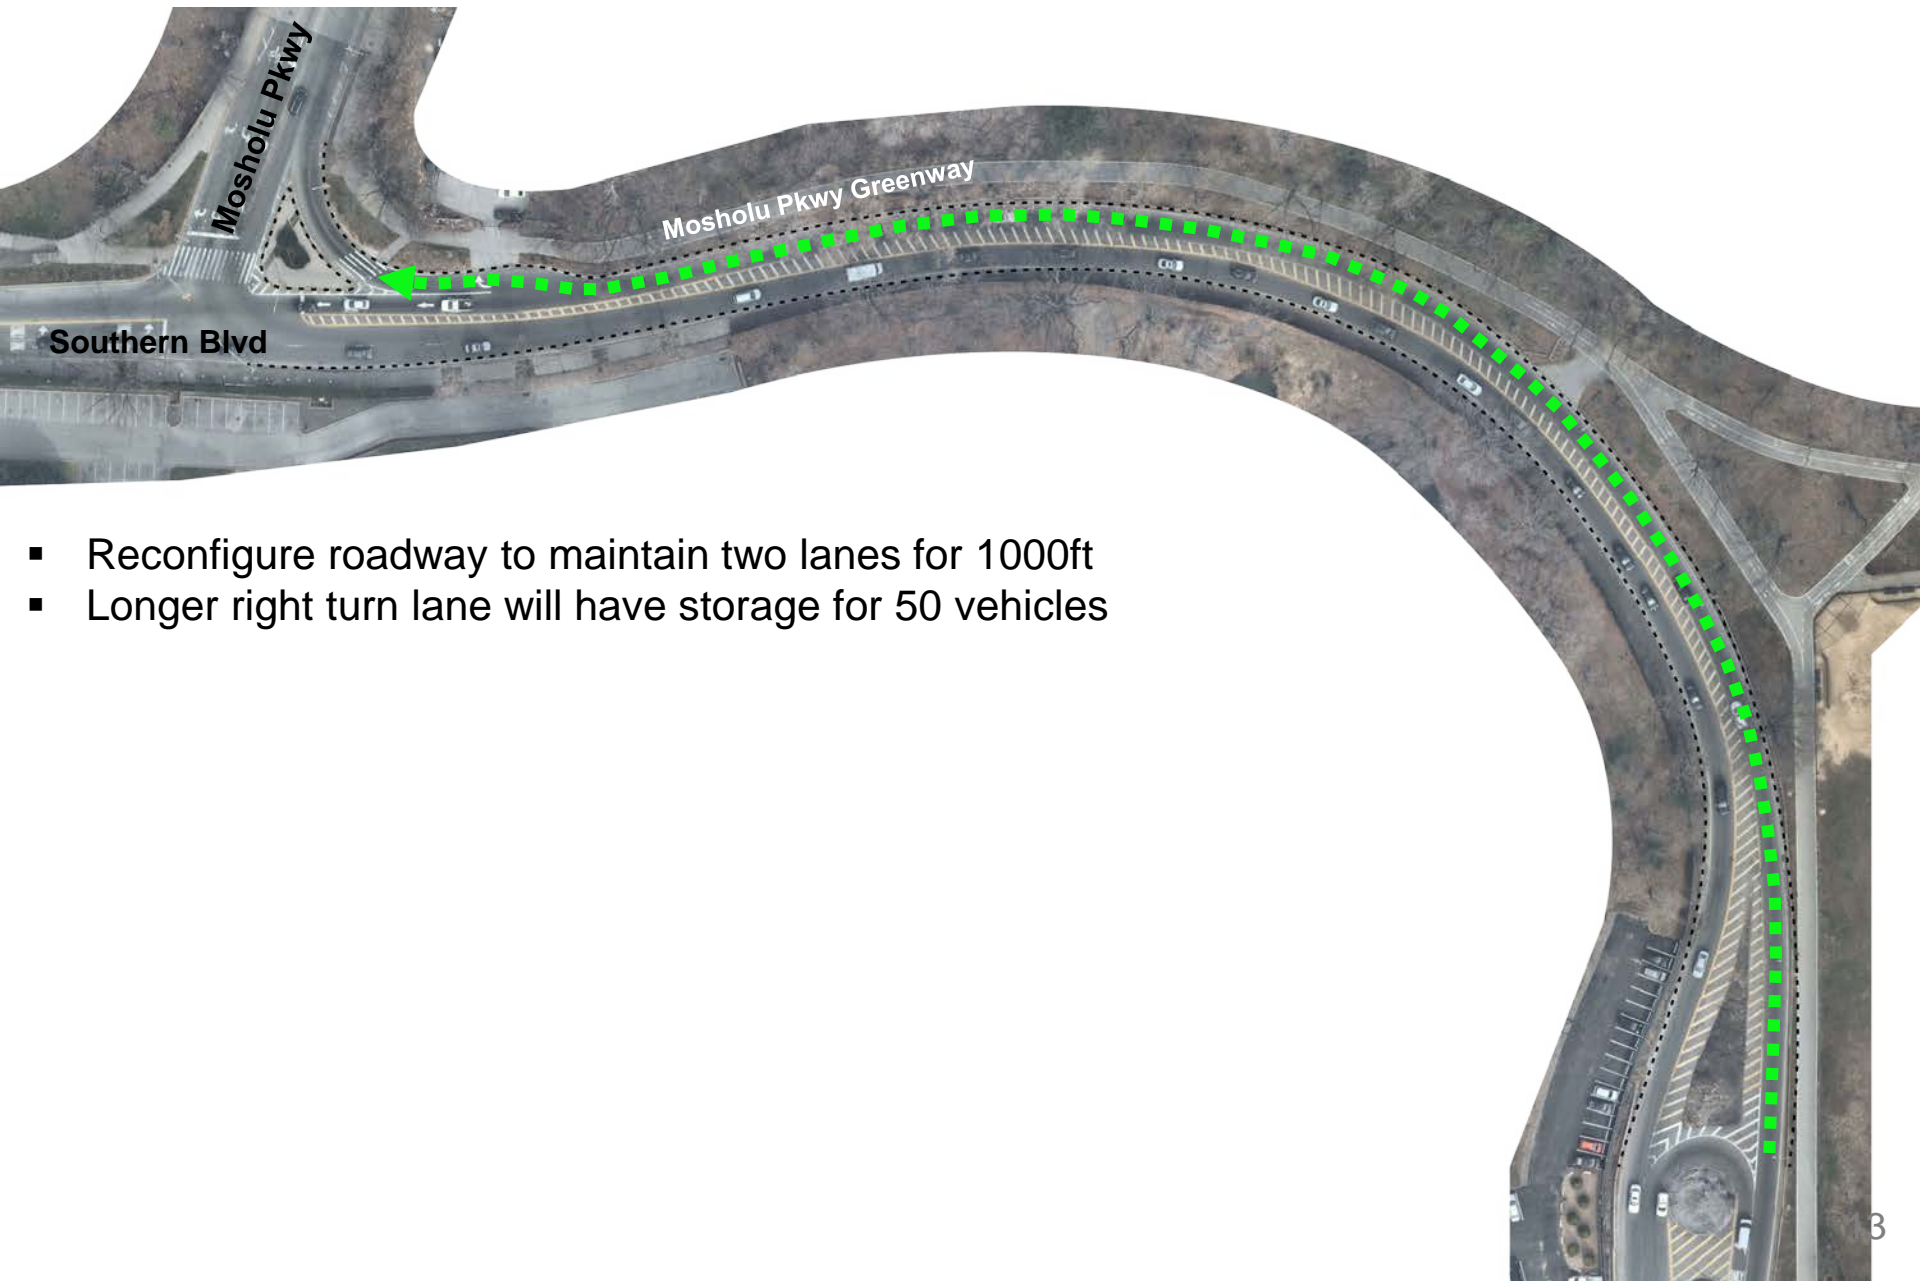 Mosholu Pkwy
Mosholu Pkwy Greenway
Southern Blvd
▪ Reconfigure roadway to maintain two lanes for 1000ft
▪ Longer right turn lane will have storage for 50 vehicles
3